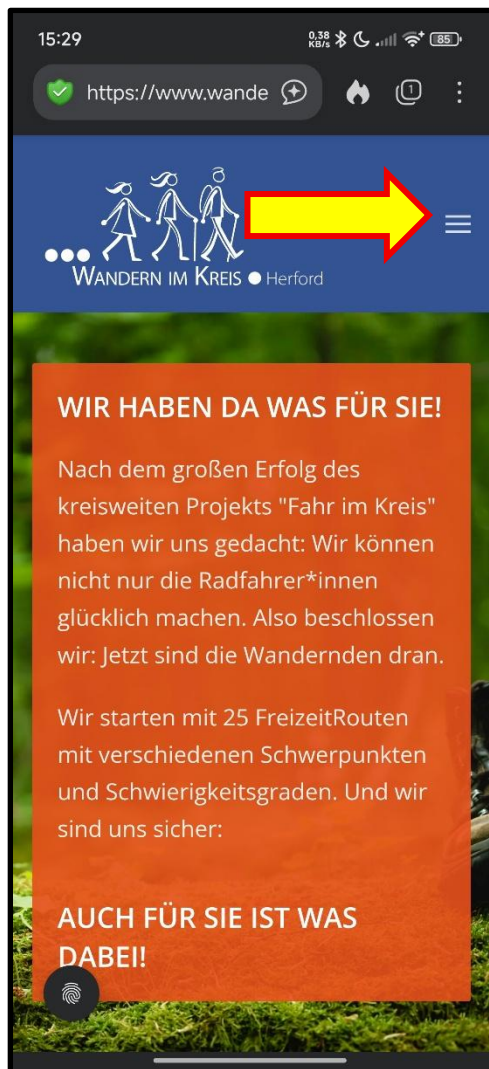 15:29
0,38
KB/s
85
https://www.wande
1
WANDERN IM KREIS Herford
WIR HABEN DA WAS FÜR SIE!
Nach dem großen Erfolg des
kreisweiten Projekts "Fahr im Kreis"
haben wir uns gedacht: Wir können
nicht nur die Radfahrer*innen
glücklich machen. Also beschlossen
wir: Jetzt sind die Wandernden dran.
Wir starten mit 25 FreizeitRouten
mit verschiedenen Schwerpunkten
und Schwierigkeitsgraden. Und wir
sind uns sicher:
AUCH FÜR SIE IST WAS
DABEI!